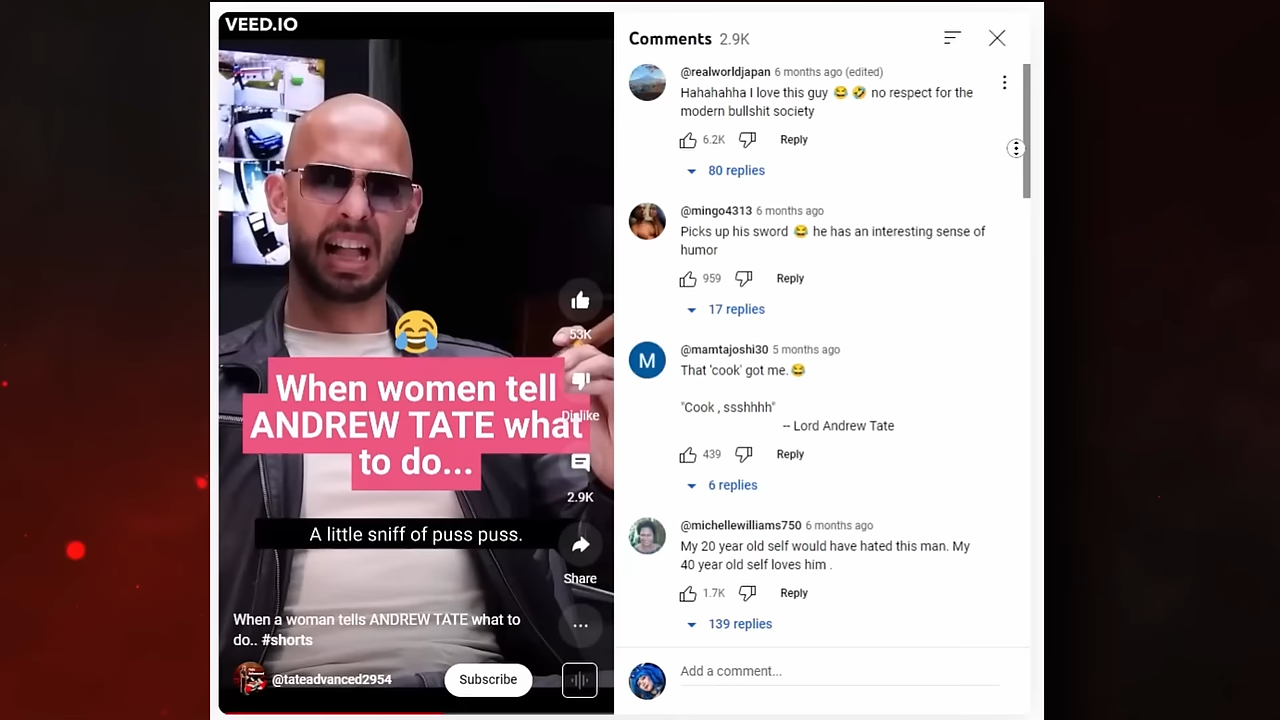 VEED.IO
When women tell
ANDREW TATE what
to do...
A little sniff of puss puss.
53K
Dislike
2.9K
Share
When a woman tells ANDREW TATE what to
do.. #shorts
@tateadvanced2954
Subscribe
Comments 2.9K
@realworldjapan 6 months ago (edited)
Hahahahha I love this guy 😂 🤣 no respect for the
modern bullshit society
6.2K Reply
80 replies
@mingo4313 6 months ago
Picks up his sword 😂 he has an interesting sense of
humor
959 Reply
17 replies
M
@mamtajoshi30 5 months ago
That 'cook' got me.😂
"Cook , ssshhhh"
-- Lord Andrew Tate
439 Reply
6 replies
@michellewilliams750 6 months ago
My 20 year old self would have hated this man. My
40 year old self loves him .
1.7K Reply
139 replies
Add a comment...